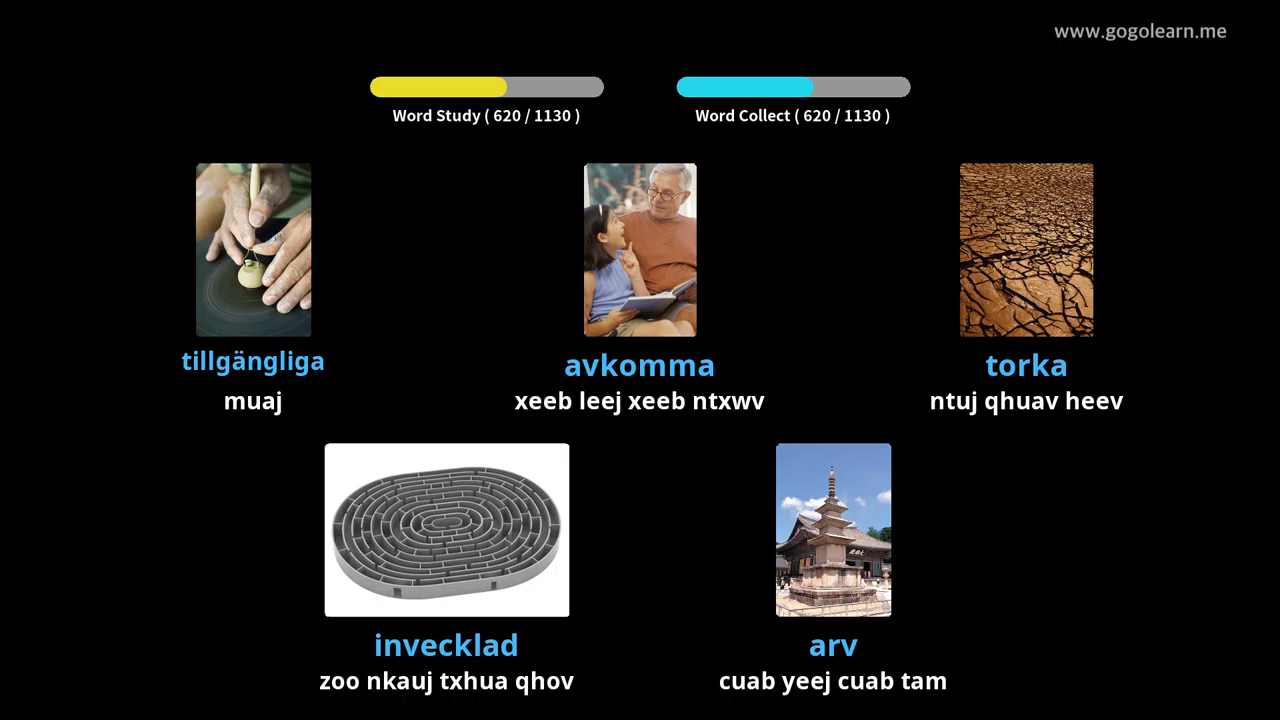 www.gogolearn.me
Word Study ( 620 / 1130 )
Word Collect ( 620 / 1130 )
tillgängliga
muaj
avkomma
xeeb leej xeeb ntxwv
torka
ntuj qhuav heev
invecklad
zoo nkauj txhua qhov
arv
cuab yeej cuab tam